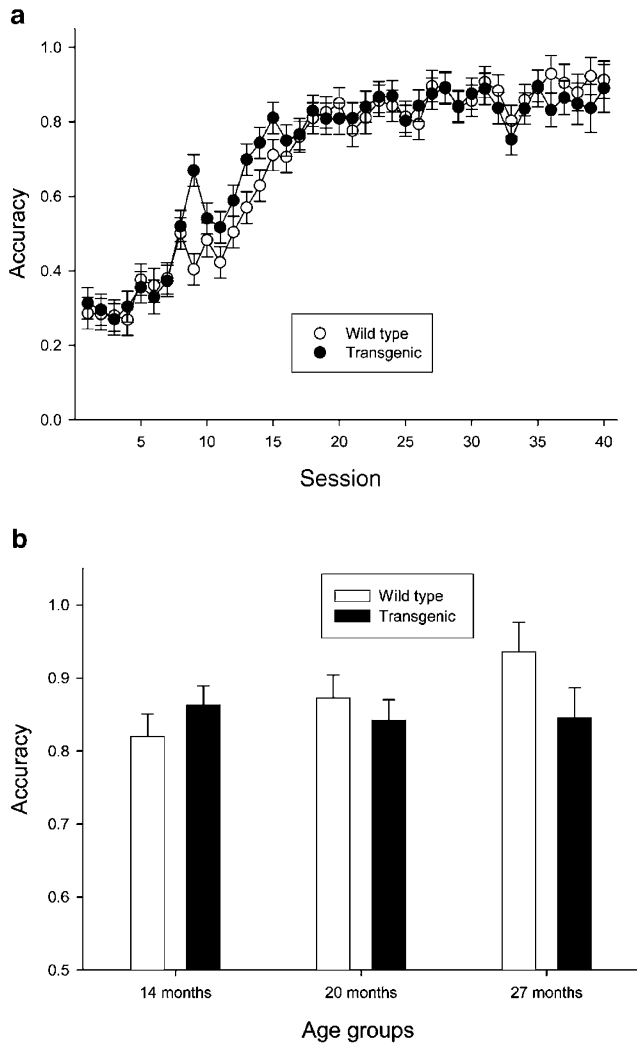 a
1.0
0.8
0.6
0.4
0.2
0.0
Accuracy
Wild type
Transgenic
5 10 15 20 25 30 35 40
Session
b
Wild type
Transgenic
1.0
0.9
0.8
0.7
0.6
0.5
Accuracy
14 months 20 months 27 months
Age groups